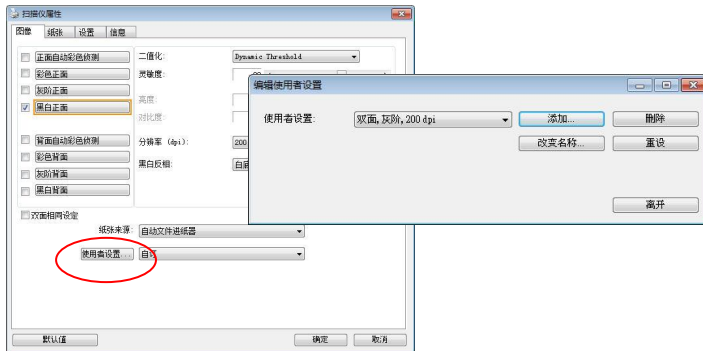 扫描仪属性
图像 纸张 设置 信息
正面自动彩色侦测
彩色正面
灰阶正面
黑白正面
背面自动彩色侦测
彩色背面
灰阶背面
黑白背面
双面相同设定
二值化: Dynamic Threshold
灵敏度:
亮度:
对比度:
分辨率 (dpi): 200
黑白反相: 白底
纸张来源: 自动文件进纸器
使用者设置... 自订
默认值 确定 取消
编辑使用者设置
使用者设置: 双面,灰阶,200 dpi 添加... 删除
改变名称... 重设
离开